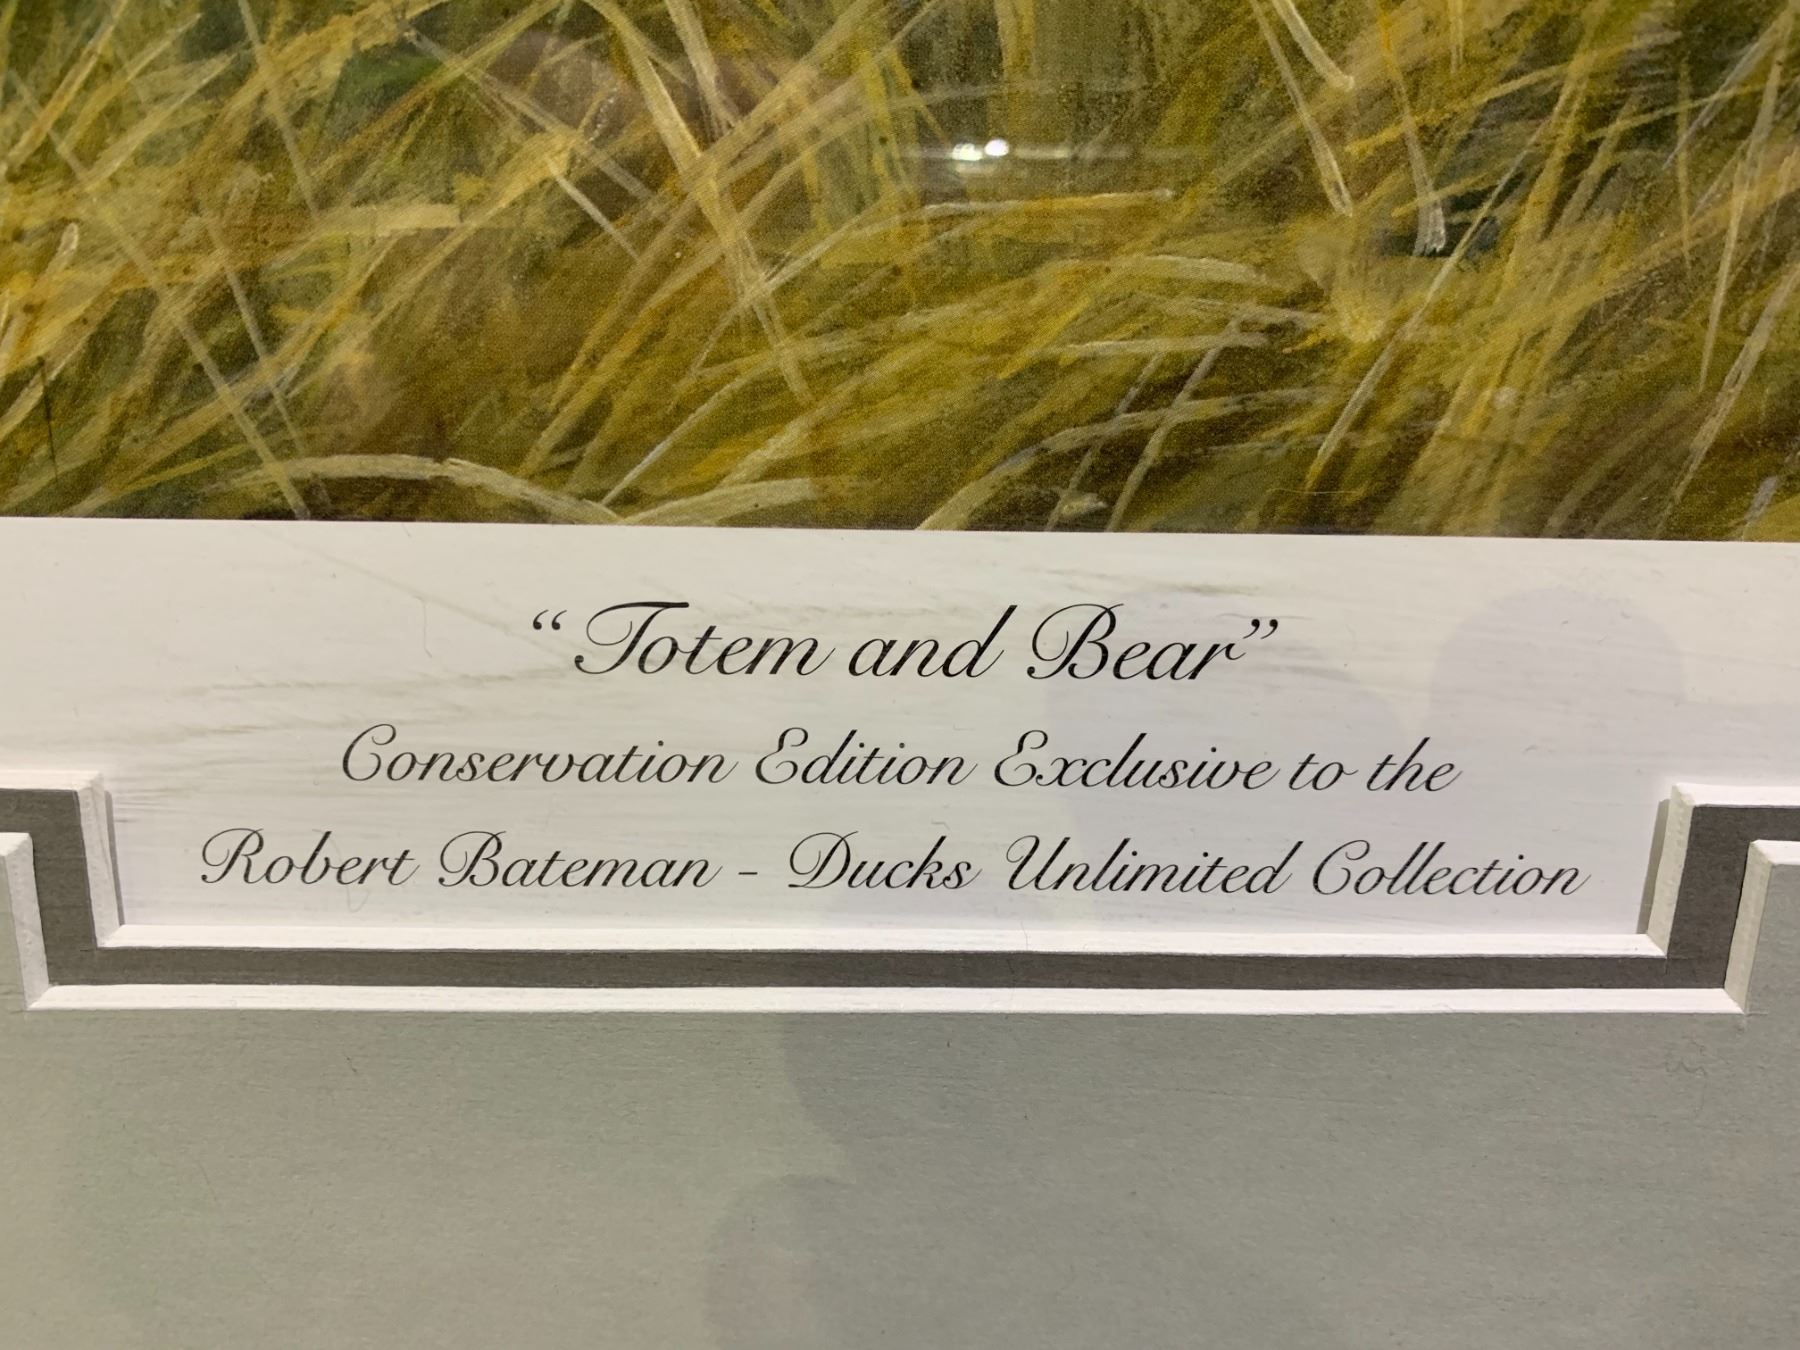 “Totem and Bear”
Conservation Edition Exclusive to the
Robert Bateman - Ducks Unlimited Collection